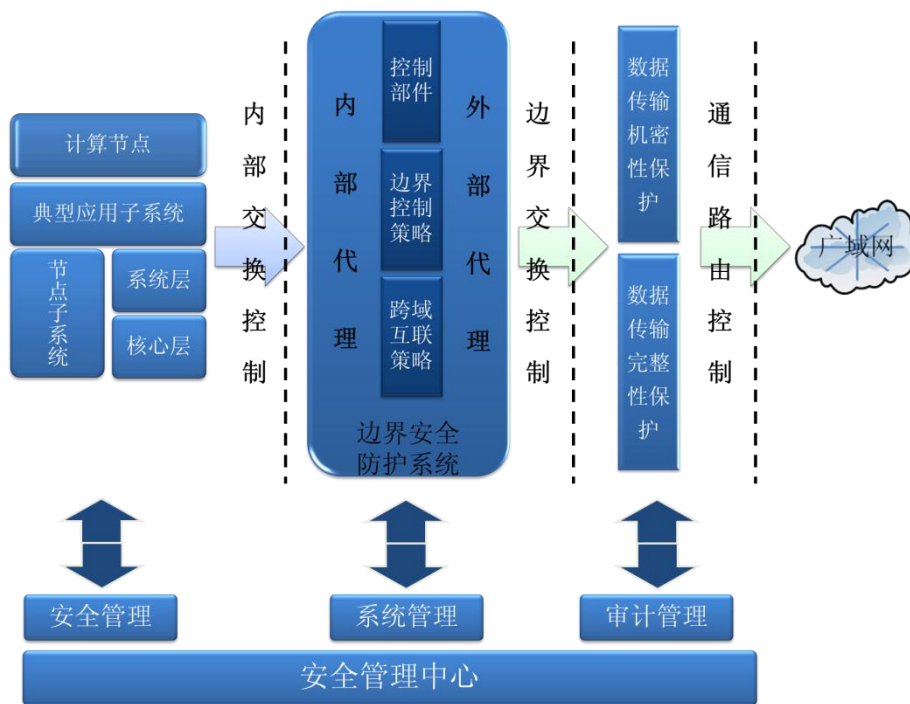 计算节点
典型应用子系统
节点子系统
系统层
核心层
内部交换控制
内部代理
控制
部件
边界
控制
策略
跨域
互联
策略
外部代理
边界安全
防护系统
边界交换控制
数据
传输
机密
性保
护
数据
传输
完整
性保
护
通信路由控制
广域网
安全管理
系统管理
审计管理
安全管理中心